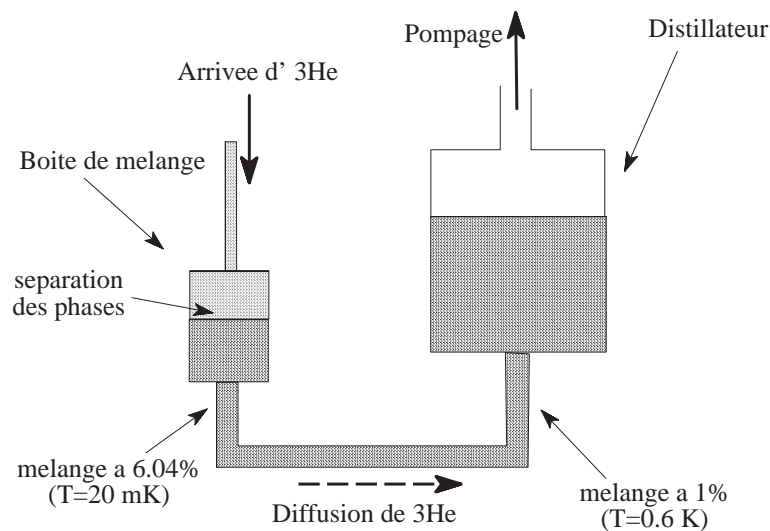 Pompage
Distillateur
Arrivee d' 3He
Boite de melange
separation
des phases
melange a 6.04%
(T=20 mK)
Diffusion de 3He
melange a 1%
(T=0.6 K)